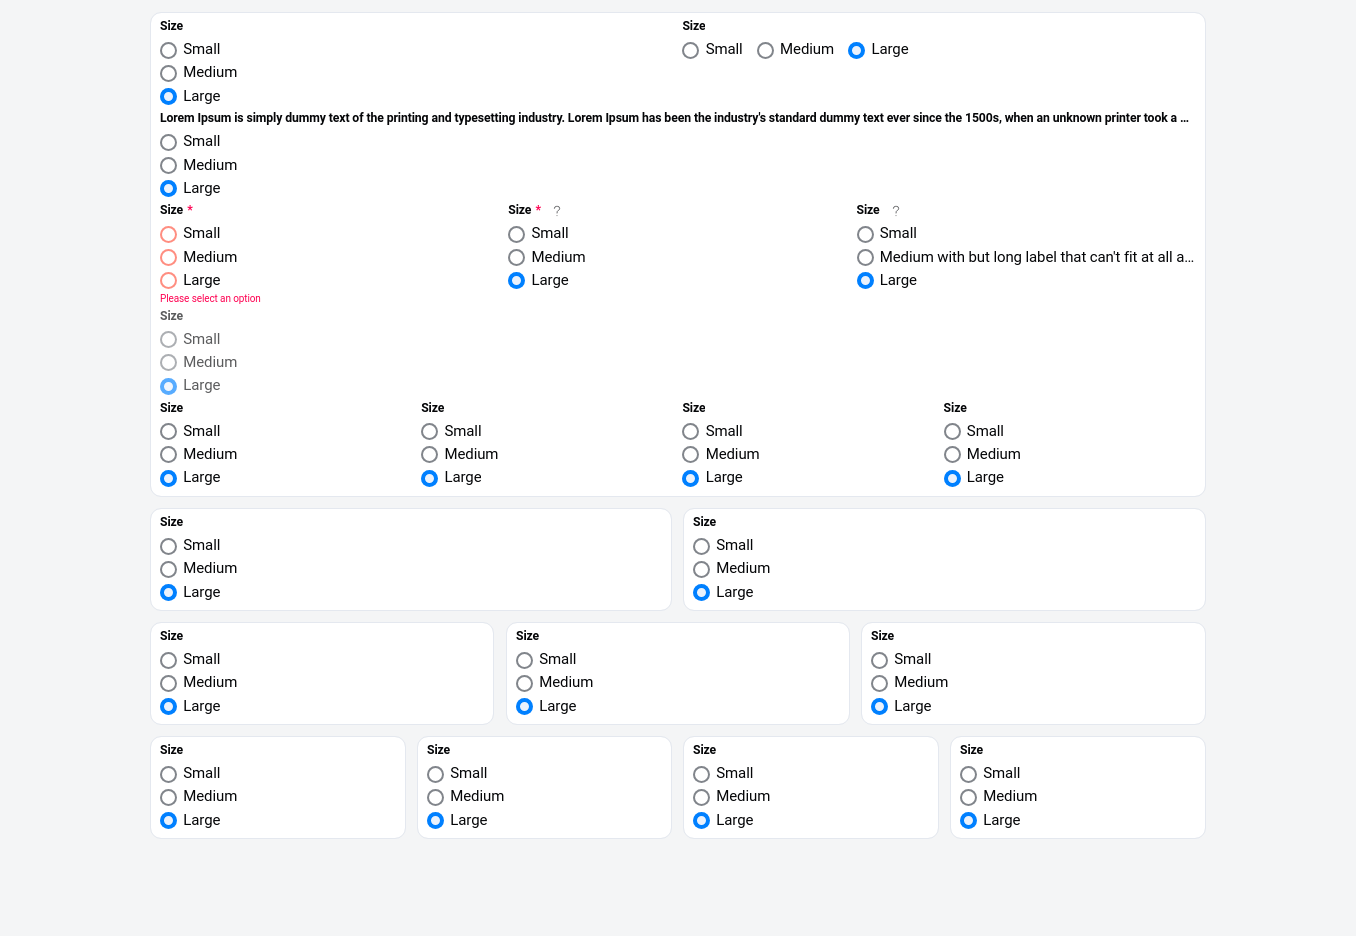 Size
Small
Medium
Large
Size
Small Medium Large
Lorem Ipsum is simply dummy text of the printing and typesetting industry. Lorem Ipsum has been the industry's standard dummy text ever since the 1500s, when an unknown printer took a ...
Small
Medium
Large
Size *
Small
Medium
Large
Please select an option
Size * ?
Small
Medium
Large
Size ?
Small
Medium with but long label that can't fit at all a...
Large
Size
Small
Medium
Large
Size
Small
Medium
Large
Size
Small
Medium
Large
Size
Small
Medium
Large
Size
Small
Medium
Large
Size
Small
Medium
Large
Size
Small
Medium
Large
Size
Small
Medium
Large
Size
Small
Medium
Large
Size
Small
Medium
Large
Size
Small
Medium
Large
Size
Small
Medium
Large
Size
Small
Medium
Large
Size
Small
Medium
Large